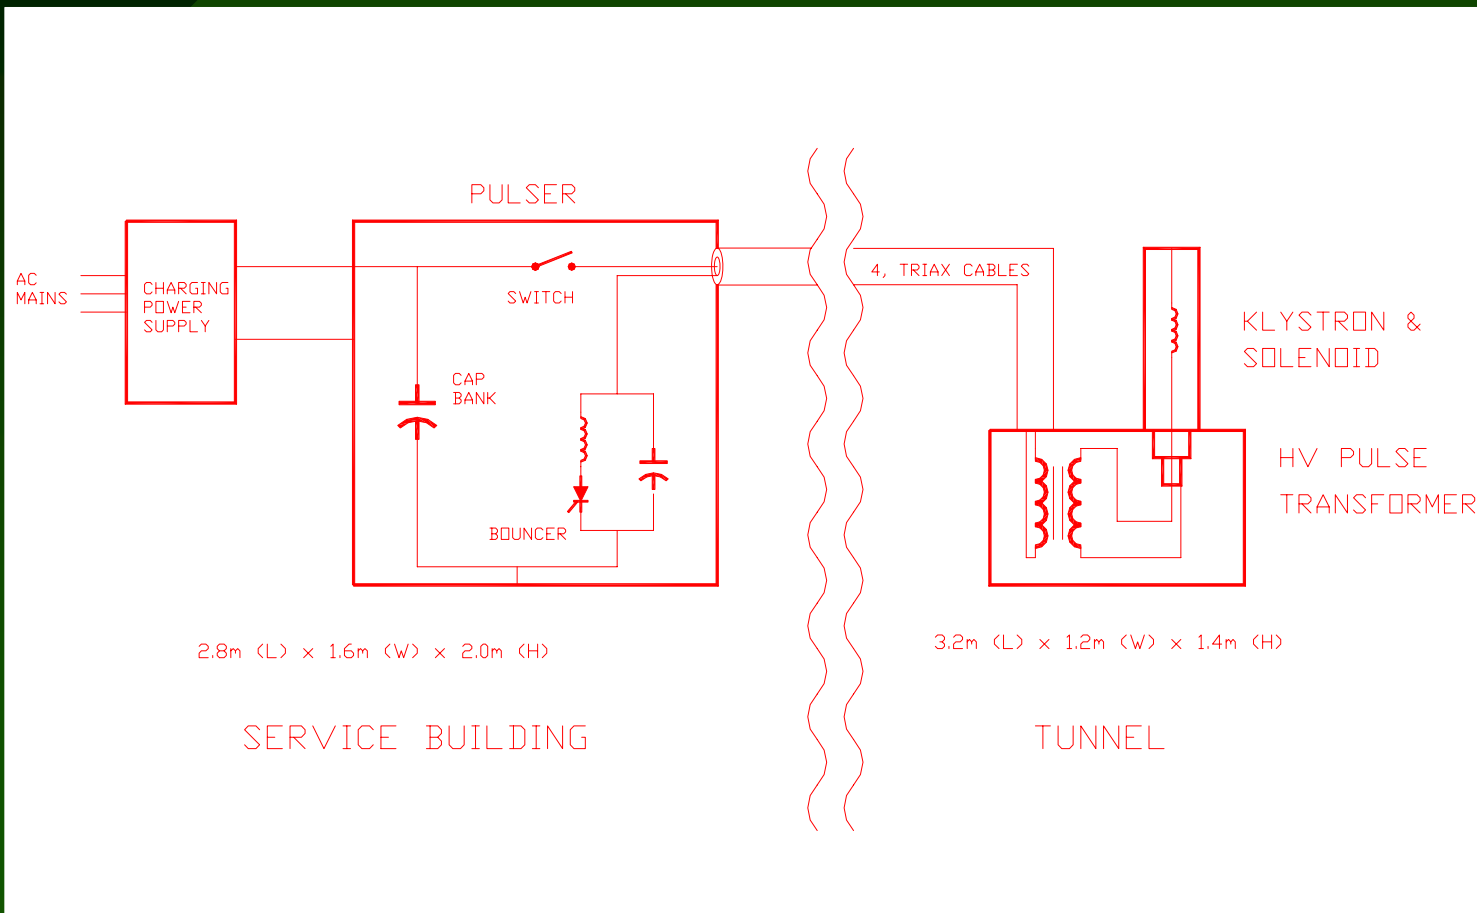 PULSER
AC
MAINS
CHARGING
POWER
SUPPLY
SWITCH
4, TRIAX CABLES
CAP
BANK
BOUNCER
KLYSTRON &
SOLENOID
HV PULSE
TRANSFORMER
2.8m (L) x 1.6m (W) x 2.0m (H)
3.2m (L) x 1.2m (W) x 1.4m (H)
SERVICE BUILDING
TUNNEL